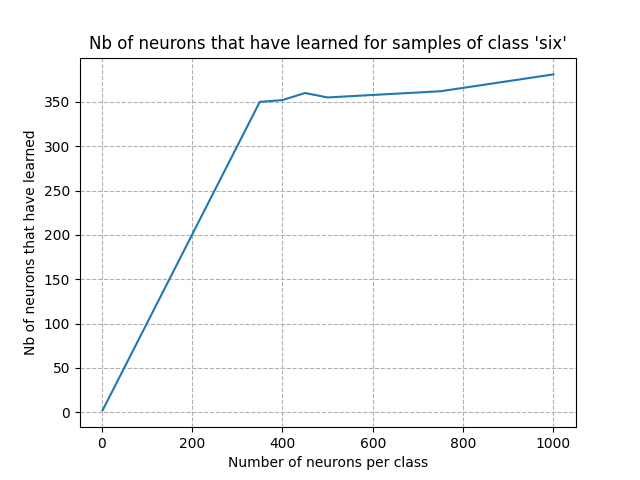 Nb of neurons that have learned for samples of class 'six'
Nb of neurons that have learned
350
300
250
200
150
100
50
0
0 200 400 600 800 1000
Number of neurons per class